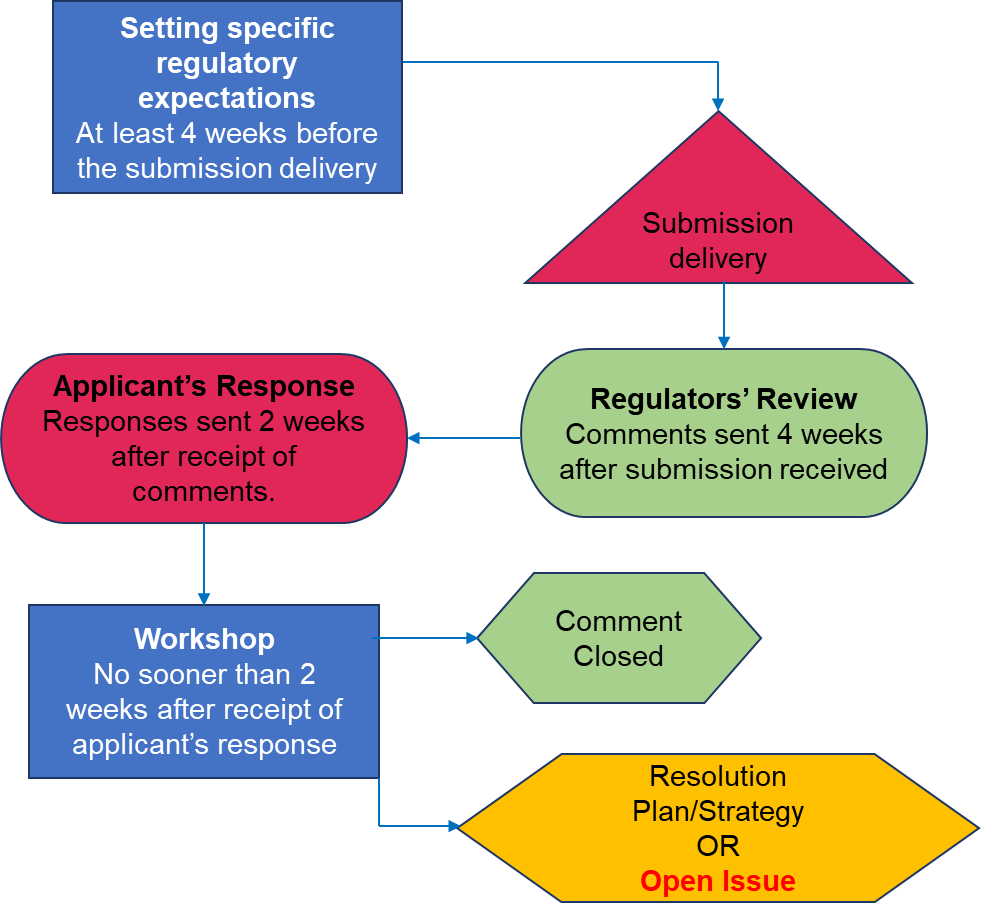 Setting specific
regulatory
expectations
At least 4 weeks before
the submission delivery
Submission
delivery
Regulators’ Review
Comments sent 4 weeks
after submission received
Applicant’s Response
Responses sent 2 weeks
after receipt of
comments.
Workshop
No sooner than 2
weeks after receipt of
applicant’s response
Comment
Closed
Resolution
Plan/Strategy
OR
Open Issue